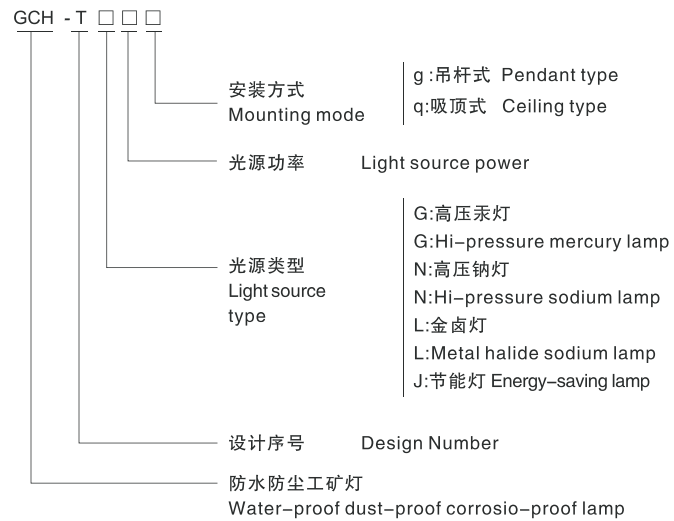 GCH - T □ □ □
安装方式
Mounting mode
g :吊杆式 Pendant type
q:吸顶式 Ceiling type
光源功率 Light source power
光源类型
Light source
type
G:高压汞灯
G:Hi-pressure mercury lamp
N:高压钠灯
N:Hi-pressure sodium lamp
L:金卤灯
L:Metal halide sodium lamp
J:节能灯 Energy-saving lamp
设计序号 Design Number
防水防尘工矿灯
Water-proof dust-proof corrosio-proof lamp